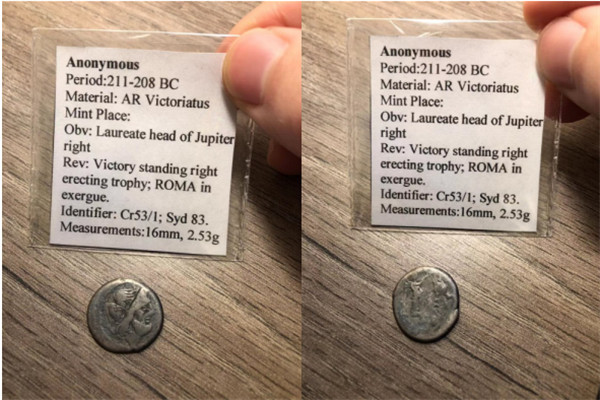 Anonymous
Period:211-208 BC
Material: AR Victoriatus
Mint Place:
Obv: Laureate head of Jupiter
right
Rev: Victory standing right
erecting trophy; ROMA in
exergue.
Identifier: Cr53/1; Syd 83.
Measurements:16mm, 2.53g
Anonymous
Period:211-208 BC
Material: AR Victoriatus
Mint Place:
Obv: Laureate head of Jupiter
right
Rev: Victory standing right
erecting trophy; ROMA in
exergue.
Identifier: Cr53/1; Syd 83.
Measurements:16mm, 2.53g